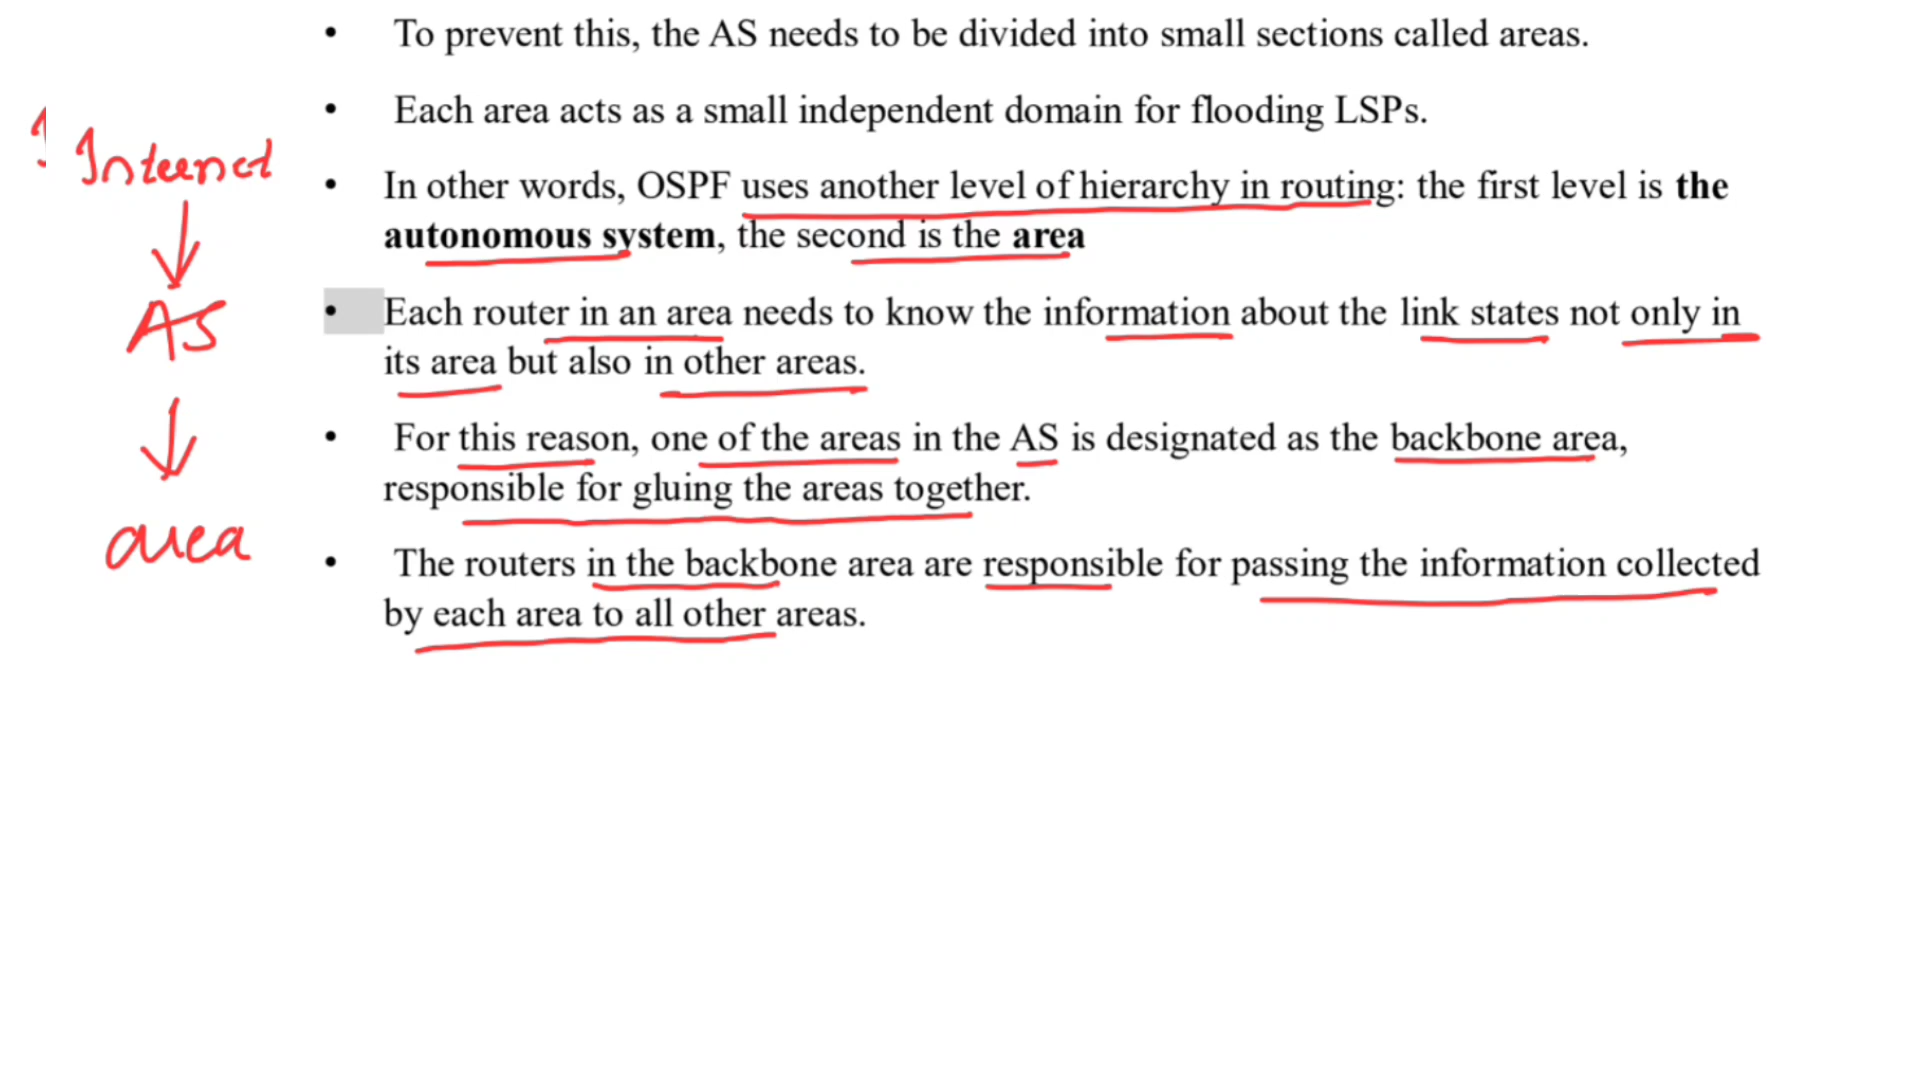 • To prevent this, the AS needs to be divided into small sections called areas.
• Each area acts as a small independent domain for flooding LSPs.
Internet
• In other words, OSPF uses another level of hierarchy in routing: the first level is the
autonomous system, the second is the area
AS
• Each router in an area needs to know the information about the link states not only in
its area but also in other areas.
• For this reason, one of the areas in the AS is designated as the backbone area,
responsible for gluing the areas together.
area
• The routers in the backbone area are responsible for passing the information collected
by each area to all other areas.